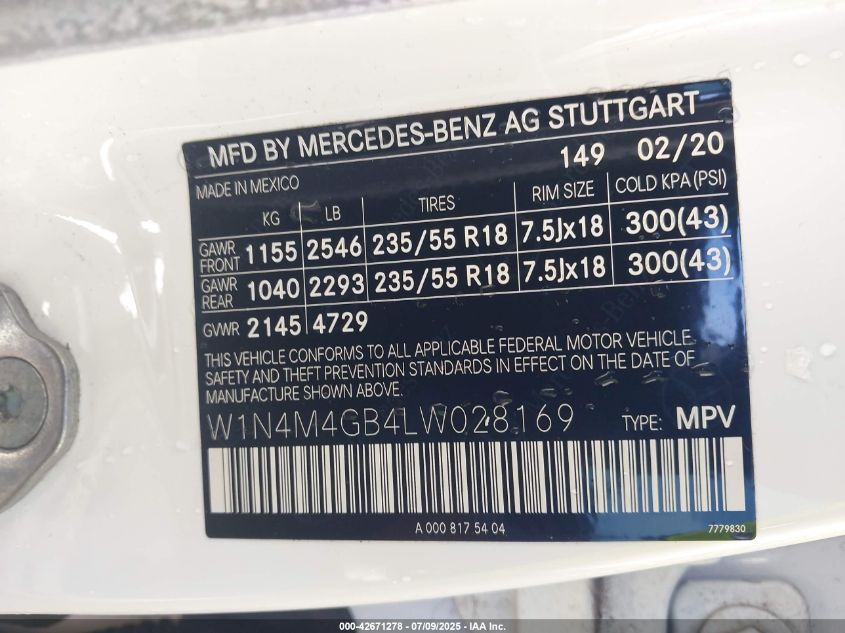 MFD BY MERCEDES-BENZ AG STUTTGART
149 02/20
MADE IN MEXICO
KG LB TIRES RIM SIZE COLD KPA (PSI)
GAWR FRONT 1155 2546 235/55 R18 7.5Jx18 300(43)
GAWR REAR 1040 2293 235/55 R18 7.5Jx18 300(43)
GVWR 2145 4729
THIS VEHICLE CONFORMS TO ALL APPLICABLE FEDERAL MOTOR VEHICLE
SAFETY AND THEFT PREVENTION STANDARDS IN EFFECT ON THE DATE OF
MANUFACTURE SHOWN ABOVE.
W1N4M4GB4LW028169 TYPE: MPV
A 000 817 54 04 7779830
000-42671278 - 07/09/2025 - IAA Inc.